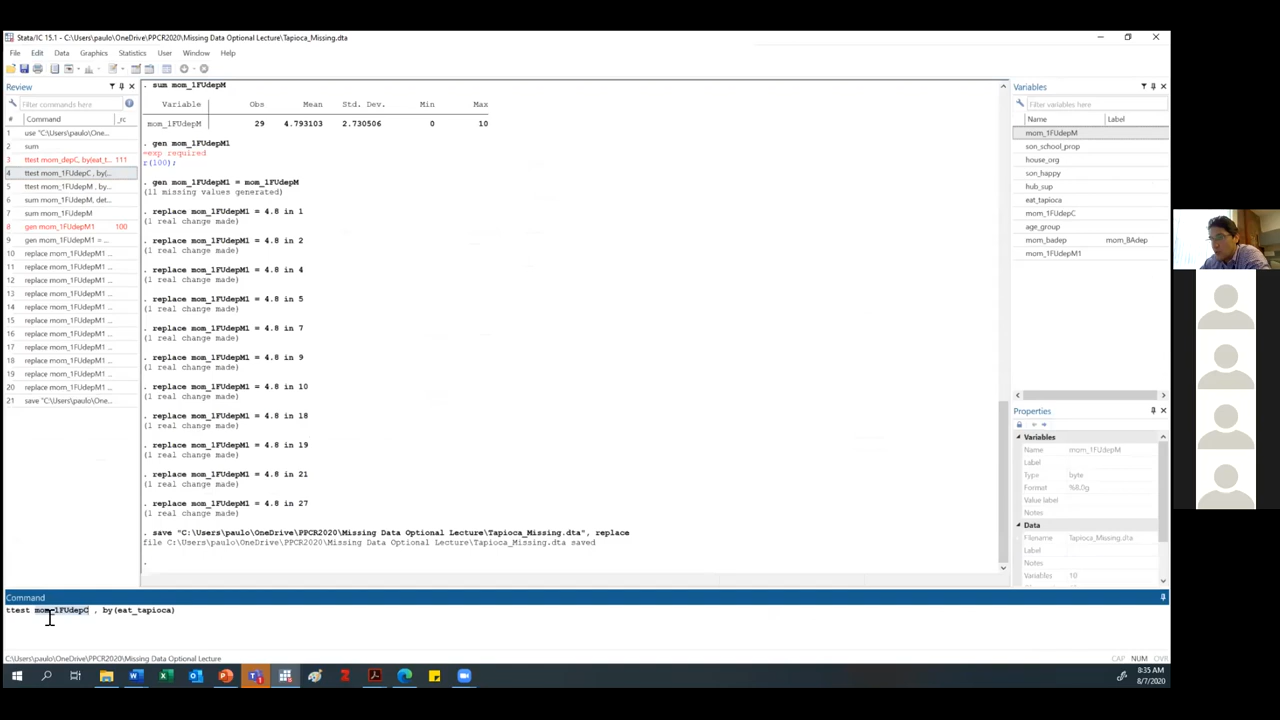 Stata/IC 15.1 - C:\Users\paulo\OneDrive\PPCR2020\Missing Data Optional Lecture\Tapioca_Missing.dta
File Edit Data Graphics Statistics User Window Help
Review
Filter commands here
# Command _rc
1 use "C:\Users\paulo\One...
2 sum
3 ttest mom_depC, by(eat_t... 111
4 ttest mom_1FUdepC , by(...
5 ttest mom_1FUdepM , by...
6 sum mom_1FUdepM, det...
7 sum mom_1FUdepM
8 gen mom_1FUdepM1 100
9 gen mom_1FUdepM1 = ...
10 replace mom_1FUdepM1 ...
11 replace mom_1FUdepM1 ...
12 replace mom_1FUdepM1 ...
13 replace mom_1FUdepM1 ...
14 replace mom_1FUdepM1 ...
15 replace mom_1FUdepM1 ...
16 replace mom_1FUdepM1 ...
17 replace mom_1FUdepM1 ...
18 replace mom_1FUdepM1 ...
19 replace mom_1FUdepM1 ...
20 replace mom_1FUdepM1 ...
21 save "C:\Users\paulo\On...
. sum mom_1FUdepM
Variable Obs Mean Std. Dev. Min Max
mom_1FUdepM 29 4.793103 2.730506 0 10
. gen mom_1FUdepM1
=exp required
r(100);
. gen mom_1FUdepM1 = mom_1FUdepM
(11 missing values generated)
. replace mom_1FUdepM1 = 4.8 in 1
(1 real change made)
. replace mom_1FUdepM1 = 4.8 in 2
(1 real change made)
. replace mom_1FUdepM1 = 4.8 in 4
(1 real change made)
. replace mom_1FUdepM1 = 4.8 in 5
(1 real change made)
. replace mom_1FUdepM1 = 4.8 in 7
(1 real change made)
. replace mom_1FUdepM1 = 4.8 in 9
(1 real change made)
. replace mom_1FUdepM1 = 4.8 in 10
(1 real change made)
. replace mom_1FUdepM1 = 4.8 in 18
(1 real change made)
. replace mom_1FUdepM1 = 4.8 in 19
(1 real change made)
. replace mom_1FUdepM1 = 4.8 in 21
(1 real change made)
. replace mom_1FUdepM1 = 4.8 in 27
(1 real change made)
. save "C:\Users\paulo\OneDrive\PPCR2020\Missing Data Optional Lecture\Tapioca_Missing.dta", replace
file C:\Users\paulo\OneDrive\PPCR2020\Missing Data Optional Lecture\Tapioca_Missing.dta saved
.
Variables
Filter variables here
Name Label
mom_1FUdepM
son_school_prop
house_org
son_happy
hub_sup
eat_tapioca
mom_1FUdepC
age_group
mom_badep mom_BAdep
mom_1FUdepM1
Properties
Variables
Name mom_1FUdepM
Label
Type byte
Format %8.0g
Value label
Notes
Data
Filename Tapioca_Missing.dta
Label
Notes
Variables 10
Command
ttest mom_1FUdepC , by(eat_tapioca)
C:\Users\paulo\OneDrive\PPCR2020\Missing Data Optional Lecture
CAP NUM OVR
8:35 AM
8/7/2020